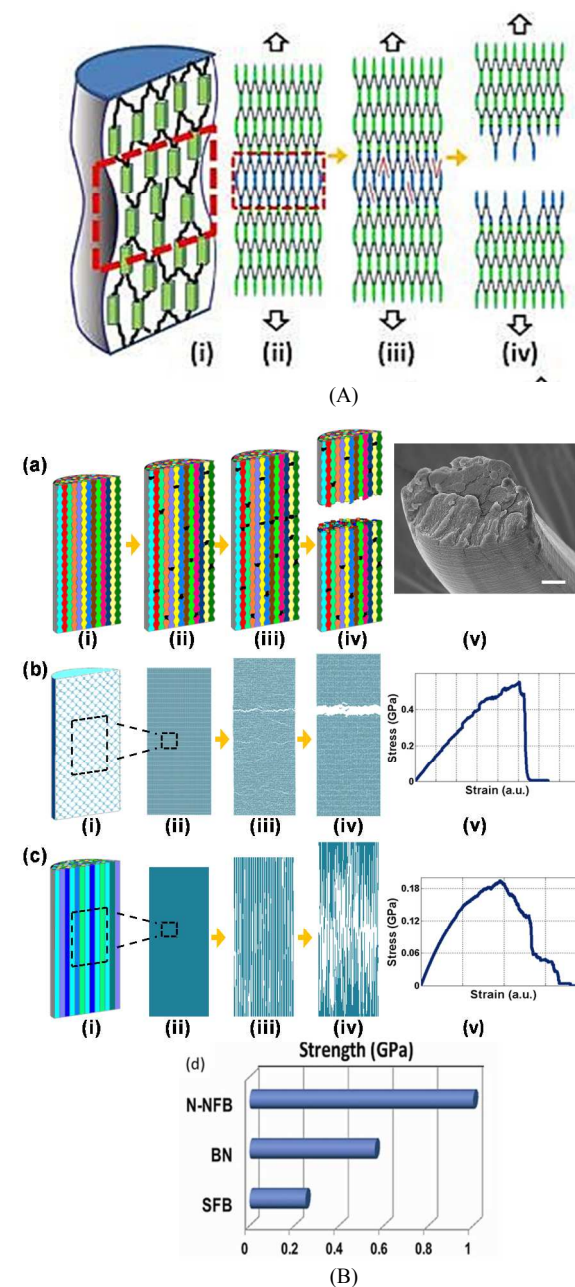 (i)
(ii)
(iii)
(iv)
(A)
(a)
(i)
(ii)
(iii)
(iv)
(v)
(b)
(i)
(ii)
(iii)
(iv)
Stress (GPa)
0.4
0.2
0
Strain (a.u.)
(v)
(c)
(i)
(ii)
(iii)
(iv)
Stress (GPa)
0.18
0.12
0.06
0
Strain (a.u.)
(v)
(d)
Strength (GPa)
N-NFB
BN
SFB
0 0.2 0.4 0.6 0.8 1
(B)